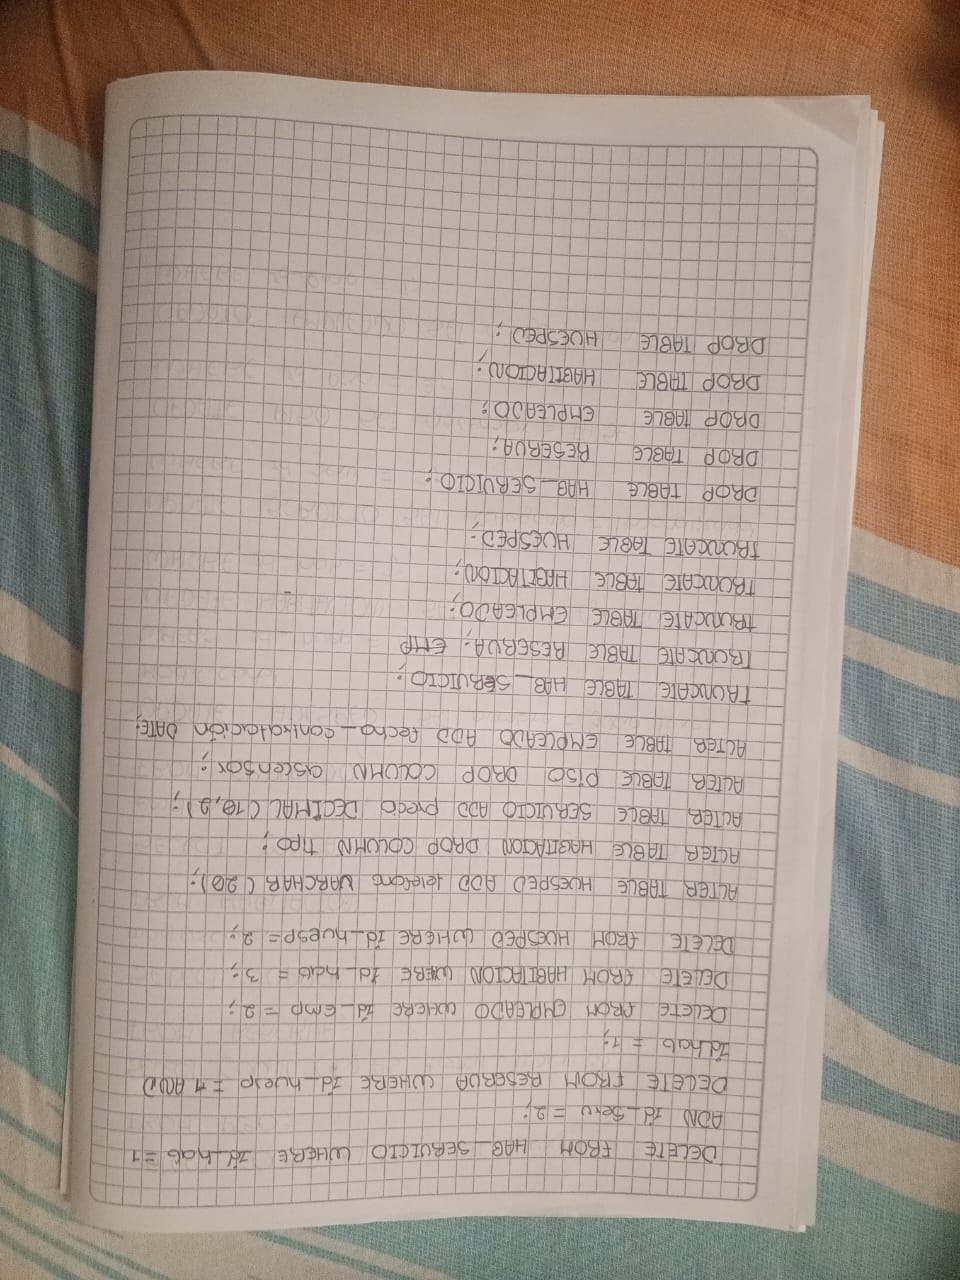 DELETE FROM HAB_SERVICIO WHERE id_hab = 1
ADN id_serv = 2;
DELETE FROM RESERVA WHERE id_huesp = 1 AND
id_hab = 1;
DELETE FROM EMPLEADO WHERE id_Emp = 2;
DELETE FROM HABITACION WHERE id_hab = 3;
DELETE FROM HUESPED WHERE id_huesp = 2;
ALTER TABLE HUESPED ADD telefono VARCHAR (20);
ALTER TABLE HABITACION DROP COLUMN tipo;
ALTER TABLE SERVICIO ADD precio DECIMAL (10,2);
ALTER TABLE PISO DROP COLUMN ascensor;
ALTER TABLE EMPLEADO ADD fecha_contratación DATE;
TRUNCATE TABLE HAB_SERVICIO;
TRUNCATE TABLE RESERVA; EMP
TRUNCATE TABLE EMPLEADO;
TRUNCATE TABLE HABITACION;
TRUNCATE TABLE HUESPED;
DROP TABLE HAB_SERVICIO;
DROP TABLE RESERVA;
DROP TABLE EMPLEADO;
DROP TABLE HABITACION;
DROP TABLE HUESPED;